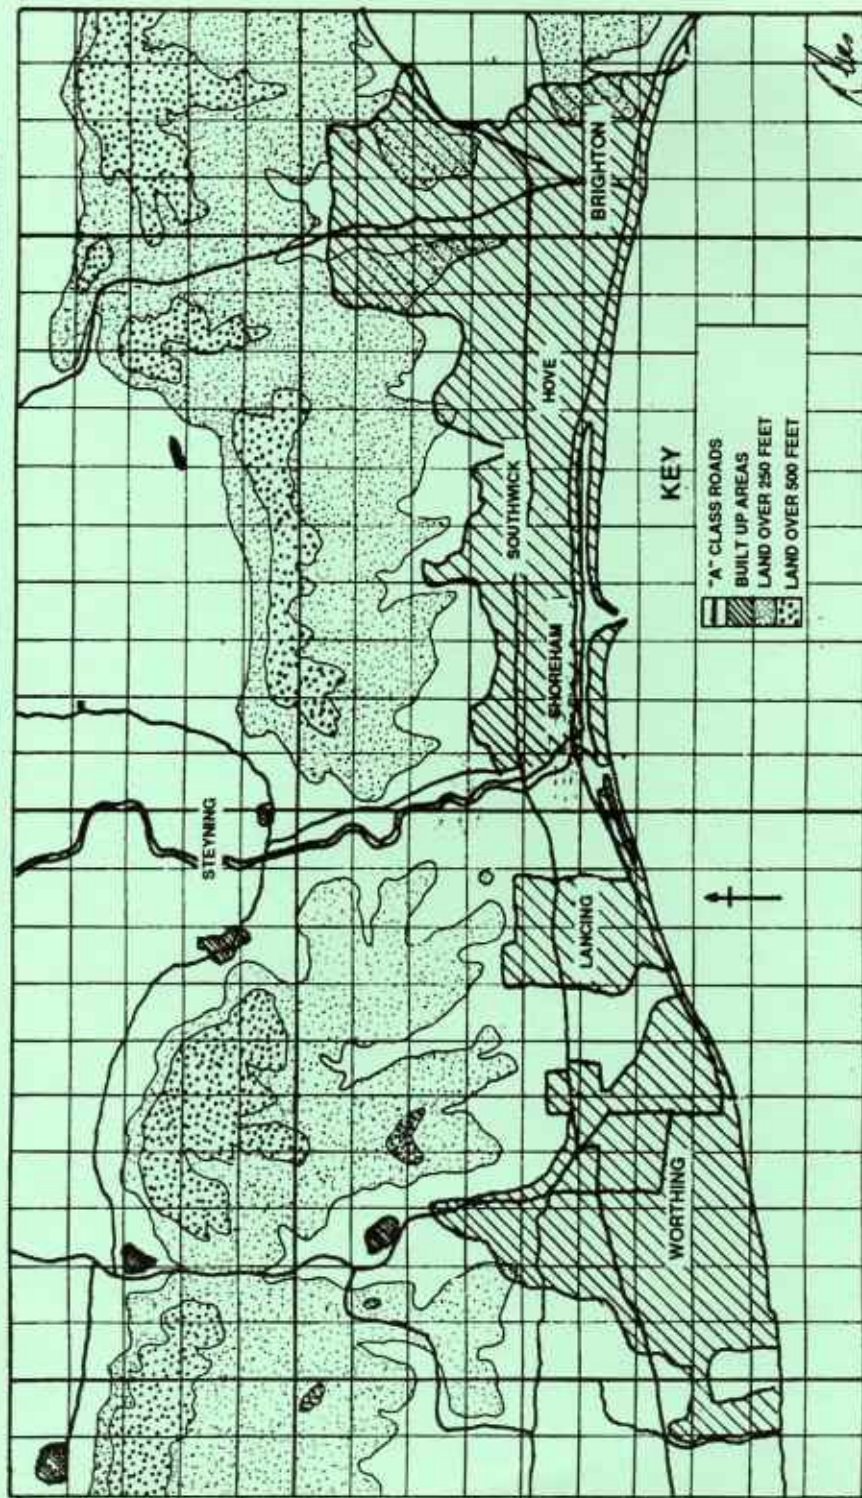 STEYNING
BRIGHTON
HOVE
SOUTHWICK
SHOREHAM
LANCING
WORTHING
KEY
"A" CLASS ROADS
BUILT UP AREAS
LAND OVER 250 FEET
LAND OVER 500 FEET